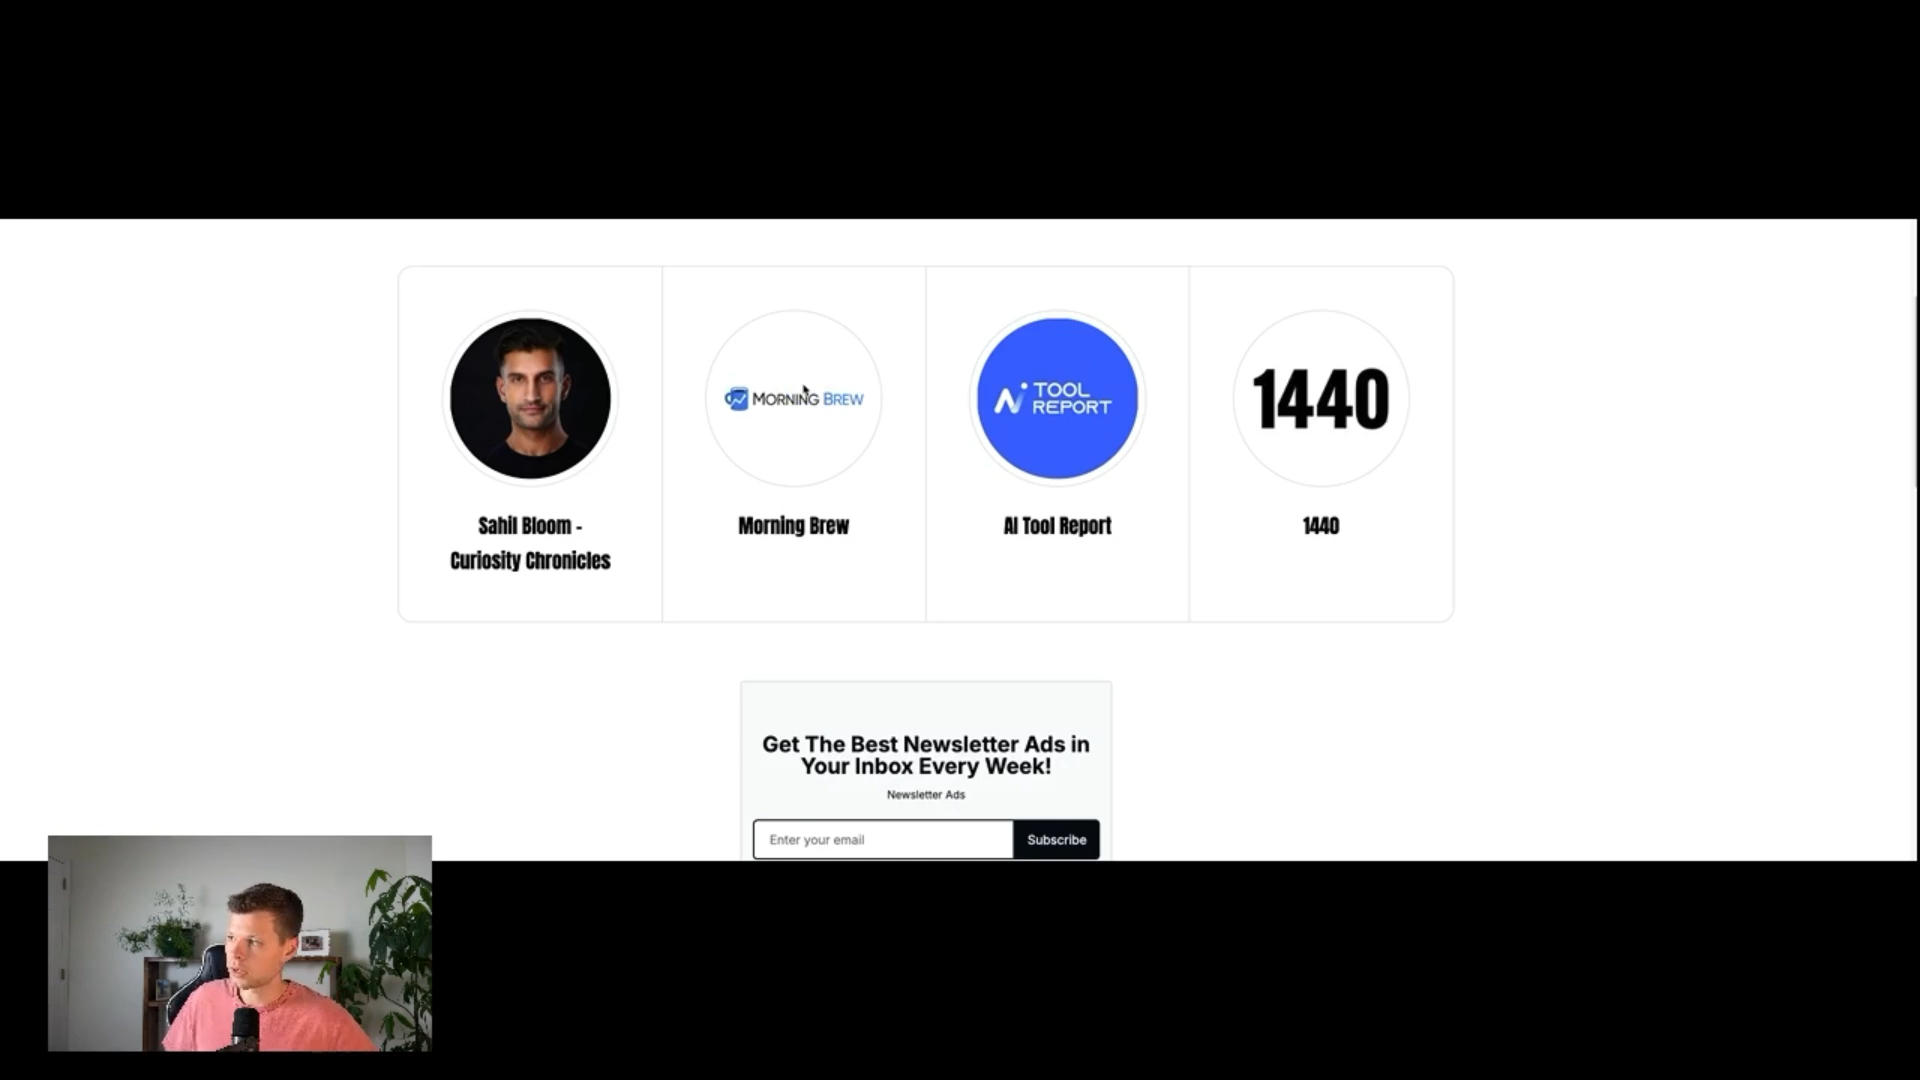 MORNING BREW
TOOL
REPORT
1440
Sahil Bloom -
Curiosity Chronicles
Morning Brew
AI Tool Report
1440
Get The Best Newsletter Ads in
Your Inbox Every Week!
Newsletter Ads
Enter your email
Subscribe